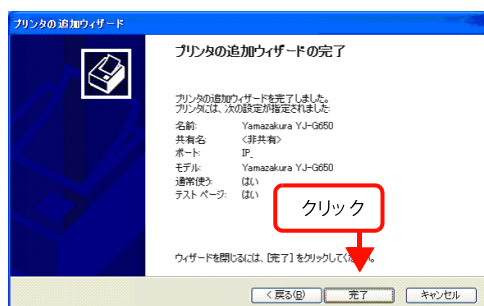 プリンタの追加ウィザード
プリンタの追加ウィザードの完了
プリンタの追加ウィザードを完了しました。
プリンタには、次の設定が指定されました:
名前: Yamazakura YJ-G650
共有名: <非共有>
ポート: IP_
モデル: Yamazakura YJ-G650
通常使う: はい
テスト ページ: はい
クリック
ウィザードを閉じるには、[完了] をクリックしてく
< 戻る(B) 完了 キャンセル